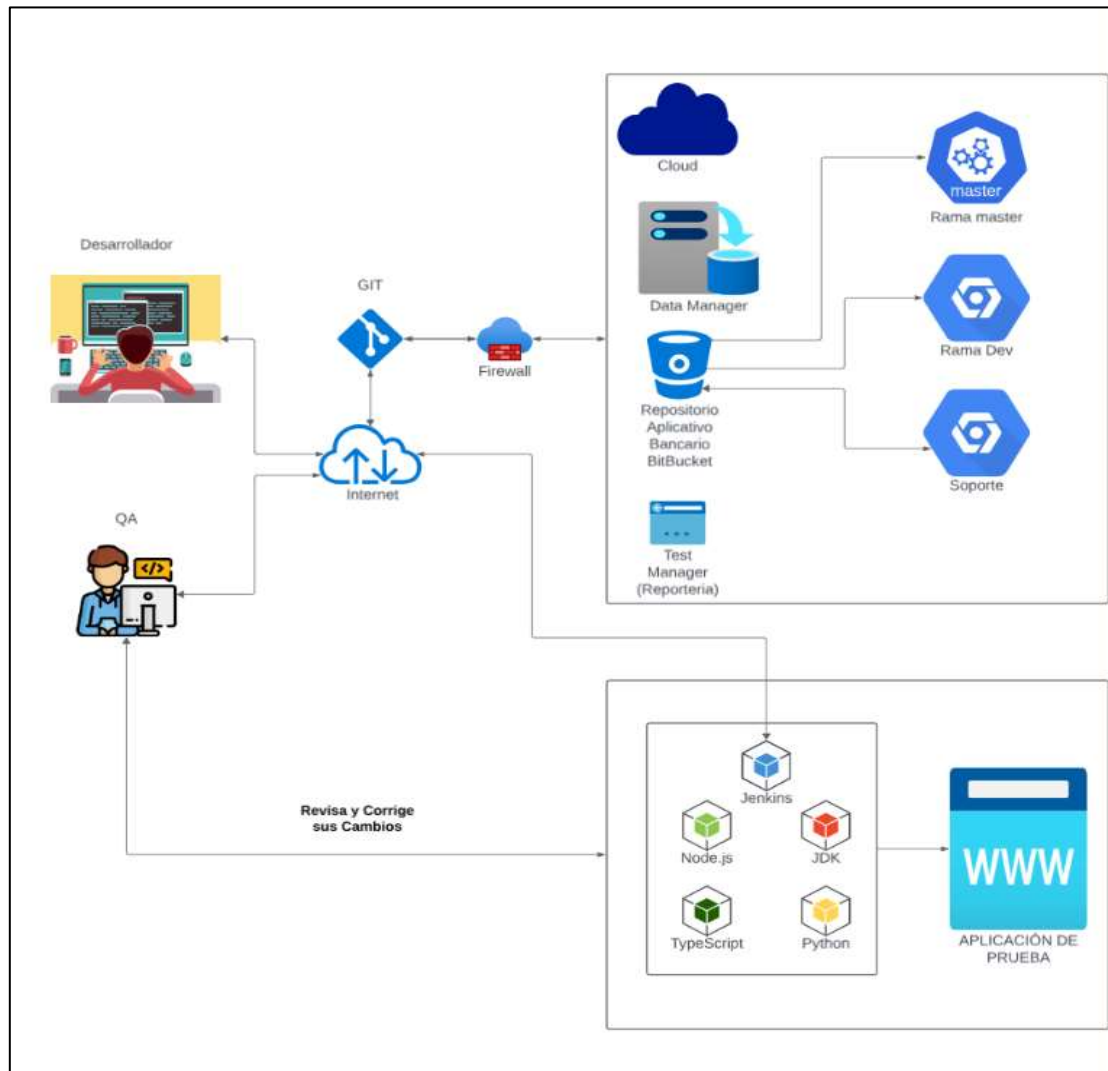 Cloud
master
Rama master
Desarrollador
GIT
Data Manager
Rama Dev
Firewall
Repositorio
Aplicativo
Bancario
BitBucket
Internet
Soporte
QA
</>
Test
Manager
(Reporteria)
Revisa y Corrige
sus Cambios
Jenkins
Node.js
JDK
TypeScript
Python
WWW
APLICACIÓN DE
PRUEBA